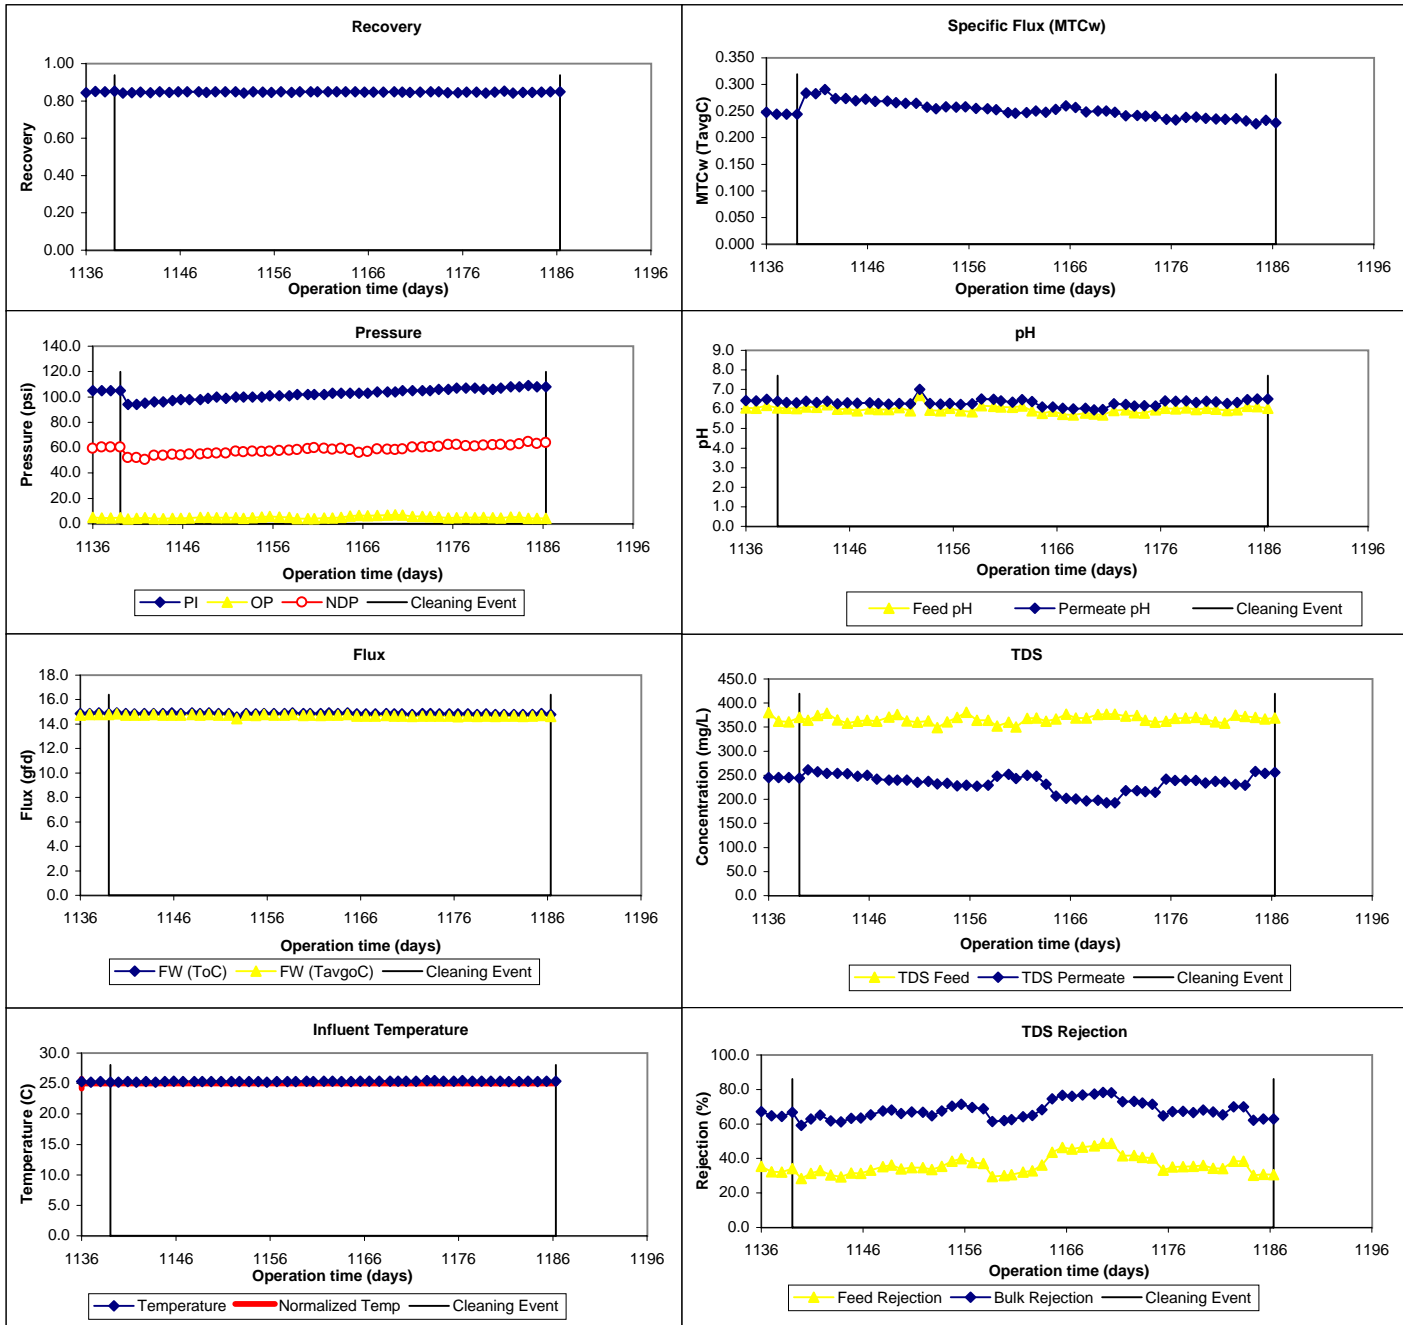 Recovery
1.00
0.80
0.60
0.40
0.20
0.00
Recovery
1136 1146 1156 1166 1176 1186 1196
Operation time (days)
Specific Flux (MTCw)
0.350
0.300
0.250
0.200
0.150
0.100
0.050
0.000
MTCw (TavgC)
1136 1146 1156 1166 1176 1186 1196
Operation time (days)
Pressure
140.0
120.0
100.0
80.0
60.0
40.0
20.0
0.0
Pressure (psi)
1136 1146 1156 1166 1176 1186 1196
Operation time (days)
PI OP NDP Cleaning Event
pH
9.0
8.0
7.0
6.0
5.0
4.0
3.0
2.0
1.0
0.0
pH
1136 1146 1156 1166 1176 1186 1196
Operation time (days)
Feed pH Permeate pH Cleaning Event
Flux
18.0
16.0
14.0
12.0
10.0
8.0
6.0
4.0
2.0
0.0
Flux (gfd)
1136 1146 1156 1166 1176 1186 1196
Operation time (days)
FW (ToC) FW (TavgoC) Cleaning Event
TDS
450.0
400.0
350.0
300.0
250.0
200.0
150.0
100.0
50.0
0.0
Concentration (mg/L)
1136 1146 1156 1166 1176 1186 1196
Operation time (days)
TDS Feed TDS Permeate Cleaning Event
Influent Temperature
30.0
25.0
20.0
15.0
10.0
5.0
0.0
Temperature (C)
1136 1146 1156 1166 1176 1186 1196
Operation time (days)
Temperature Normalized Temp Cleaning Event
TDS Rejection
100.0
80.0
60.0
40.0
20.0
0.0
Rejection (%)
1136 1146 1156 1166 1176 1186 1196
Operation time (days)
Feed Rejection Bulk Rejection Cleaning Event